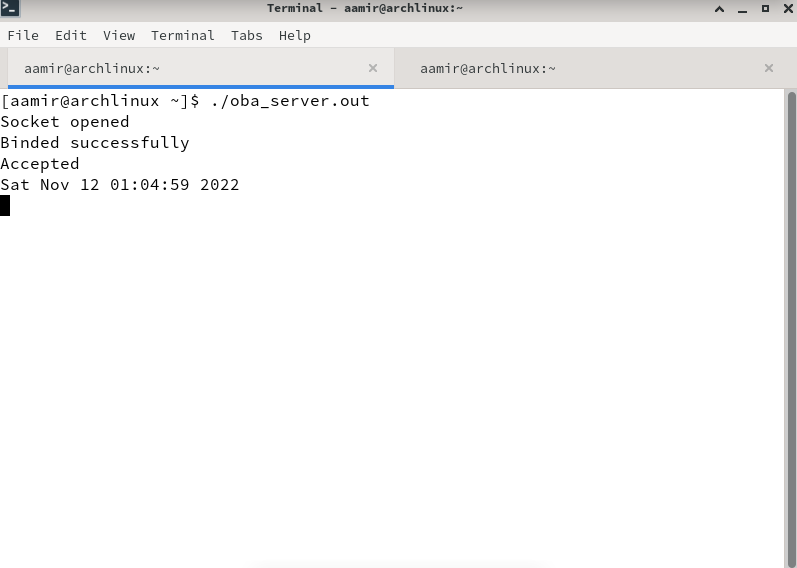 Terminal - aamir@archlinux:~
File Edit View Terminal Tabs Help
aamir@archlinux:~ aamir@archlinux:~
[aamir@archlinux ~]$ ./oba_server.out
Socket opened
Binded successfully
Accepted
Sat Nov 12 01:04:59 2022